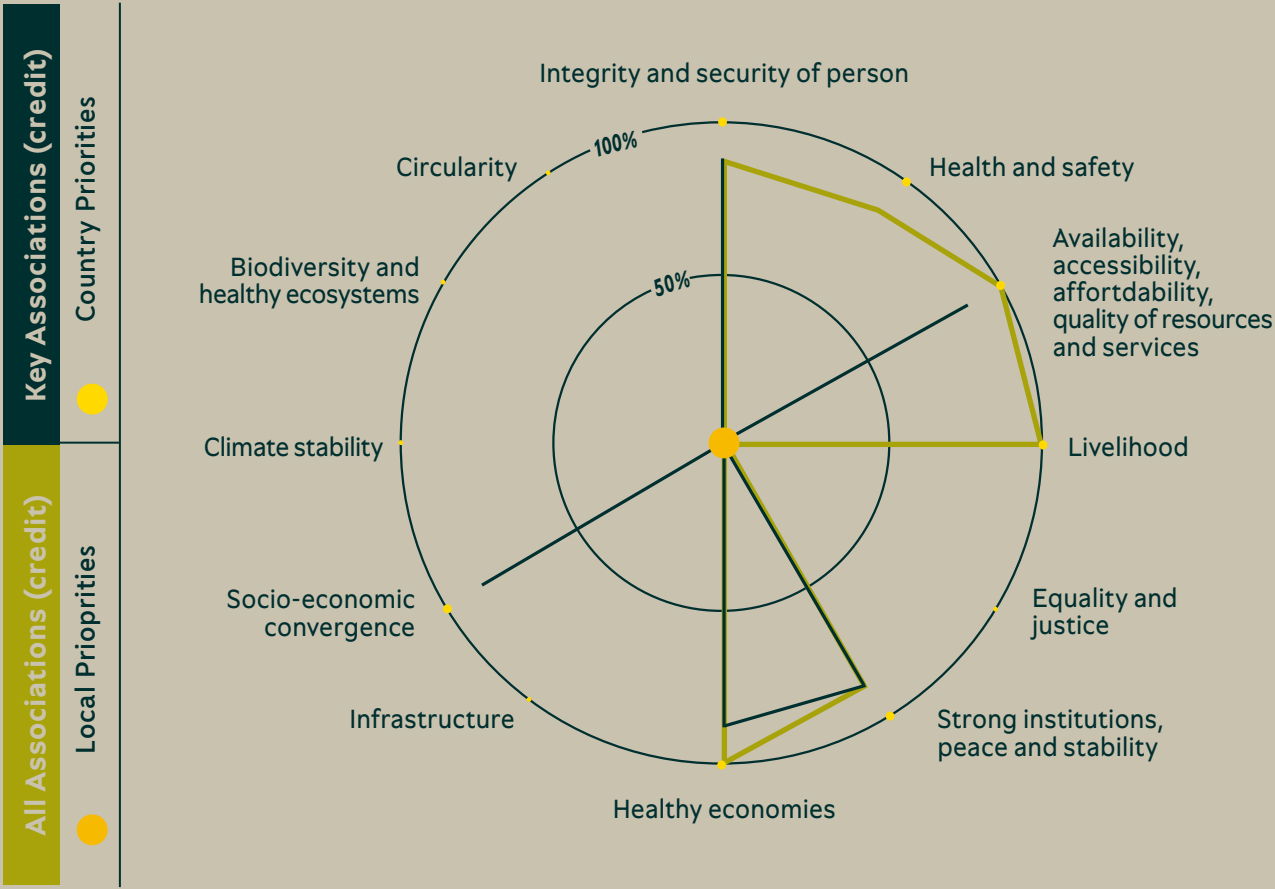 Key Associations (credit)
Country Priorities
All Associations (credit)
Local Prioprities
Integrity and security of person
100%
Circularity
Health and safety
Availability,
accessibility,
affortdability,
quality of resources
and services
Biodiversity and
healthy ecosystems
50%
Climate stability
Livelihood
Socio-economic
convergence
Equality and
justice
Infrastructure
Strong institutions,
peace and stability
Healthy economies